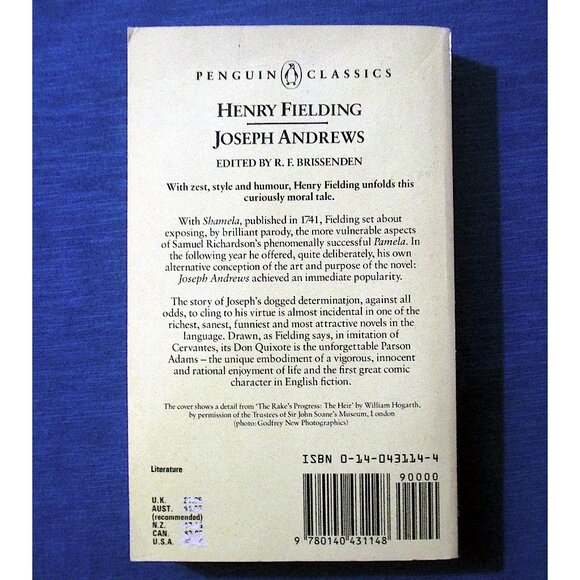 PENGUIN CLASSICS
HENRY FIELDING
JOSEPH ANDREWS
EDITED BY R. F. BRISSENDEN
With zest, style and humour, Henry Fielding unfolds this
curiously moral tale.
With Shamela, published in 1741, Fielding set about
exposing, by brilliant parody, the more vulnerable aspects
of Samuel Richardson's phenomenally successful Pamela. In
the following year he offered, quite deliberately, his own
alternative conception of the art and purpose of the novel:
Joseph Andrews achieved an immediate popularity.
The story of Joseph's dogged determination, against all
odds, to cling to his virtue is almost incidental in one of the
richest, sanest, funniest and most attractive novels in the
language. Drawn, as Fielding says, in imitation of
Cervantes, its Don Quixote is the unforgettable Parson
Adams – the unique embodiment of a vigorous, innocent
and rational enjoyment of life and the first great comic
character in English fiction.
The cover shows a detail from 'The Rake's Progress: The Heir' by William Hogarth,
by permission of the Trustees of Sir John Soane's Museum, London
(photo: Godfrey New Photographics)
ISBN 0-14-043114-4
90000
Literature
U.K.
AUST.
(recommended)
N.Z.
CAN.
U.S.A.
9 780140 431148